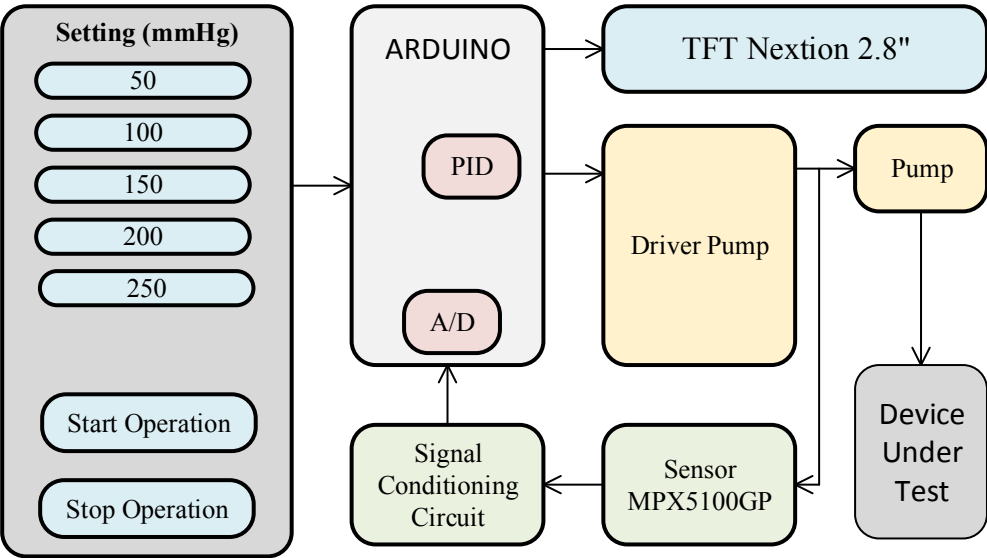 Setting (mmHg)
50
100
150
200
250
Start Operation
Stop Operation
ARDUINO
PID
A/D
TFT Nextion 2.8"
Driver Pump
Pump
Signal
Conditioning
Circuit
Sensor
MPX5100GP
Device
Under
Test